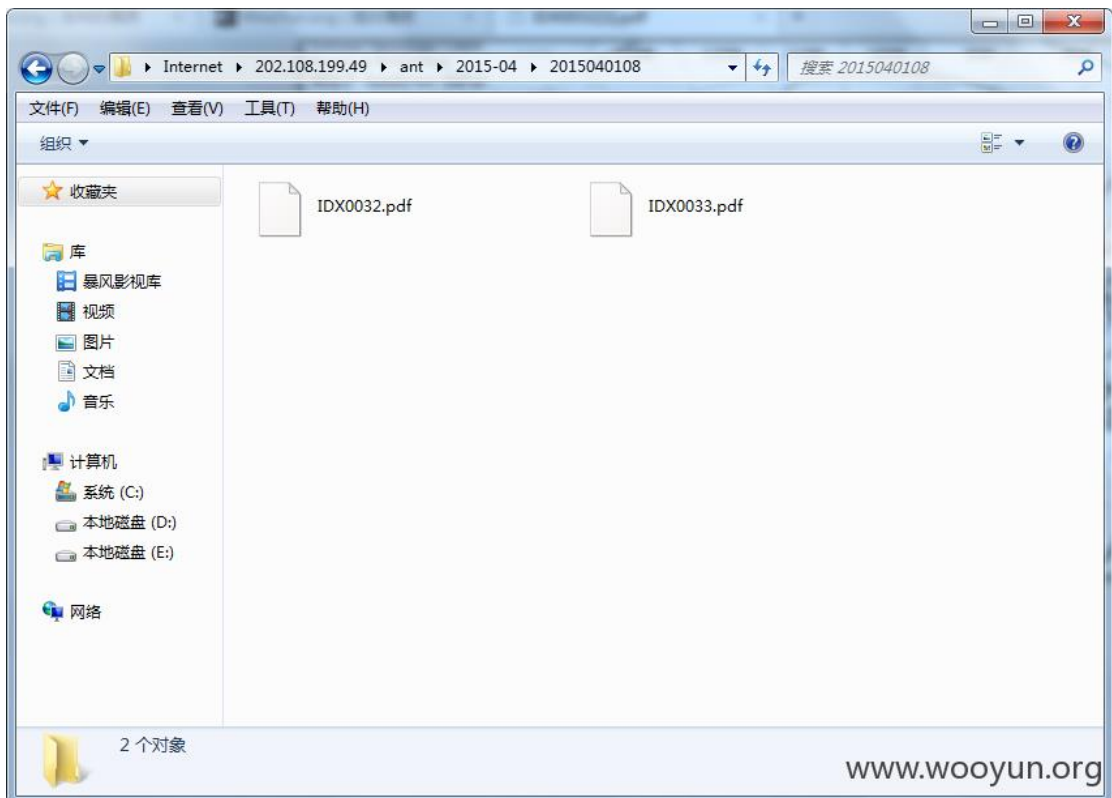 Internet ▸ 202.108.199.49 ▸ ant ▸ 2015-04 ▸ 2015040108
搜索 2015040108
文件(F) 编辑(E) 查看(V) 工具(T) 帮助(H)
组织
收藏夹
IDX0032.pdf
IDX0033.pdf
库
暴风影视库
视频
图片
文档
音乐
计算机
系统 (C:)
本地磁盘 (D:)
本地磁盘 (E:)
网络
2 个对象
www.wooyun.org